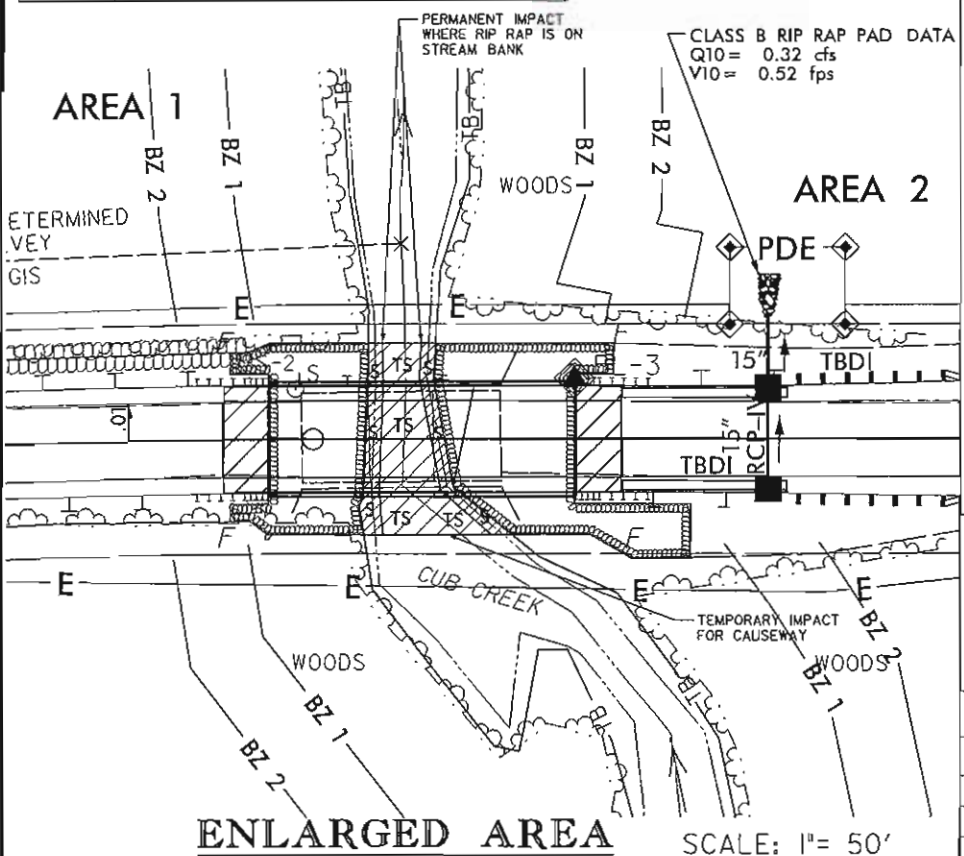 PERMANENT IMPACT
WHERE RIP RAP IS ON
STREAM BANK
CLASS B RIP RAP PAD DATA
Q10= 0.32 cfs
V10= 0.52 fps
AREA 1
TB
TB
BZ 2
BZ 1
WOODS
BZ 1
BZ 2
AREA 2
ETERMINED
VEY
GIS
PDE
E
E
F
-2
S
S
TS
S
-3
15"
TBDI
10'
S
TS
S
TBDI
15"
RCP-IV
S
TS
TS
S
F
F
E
E
CUB CREEK
E
E
TEMPORARY IMPACT
FOR CAUSEWAY
WOODS
WOODS
BZ 2
BZ 1
TB
TB
BZ 1
BZ 2
ENLARGED AREA
SCALE: 1"= 50'